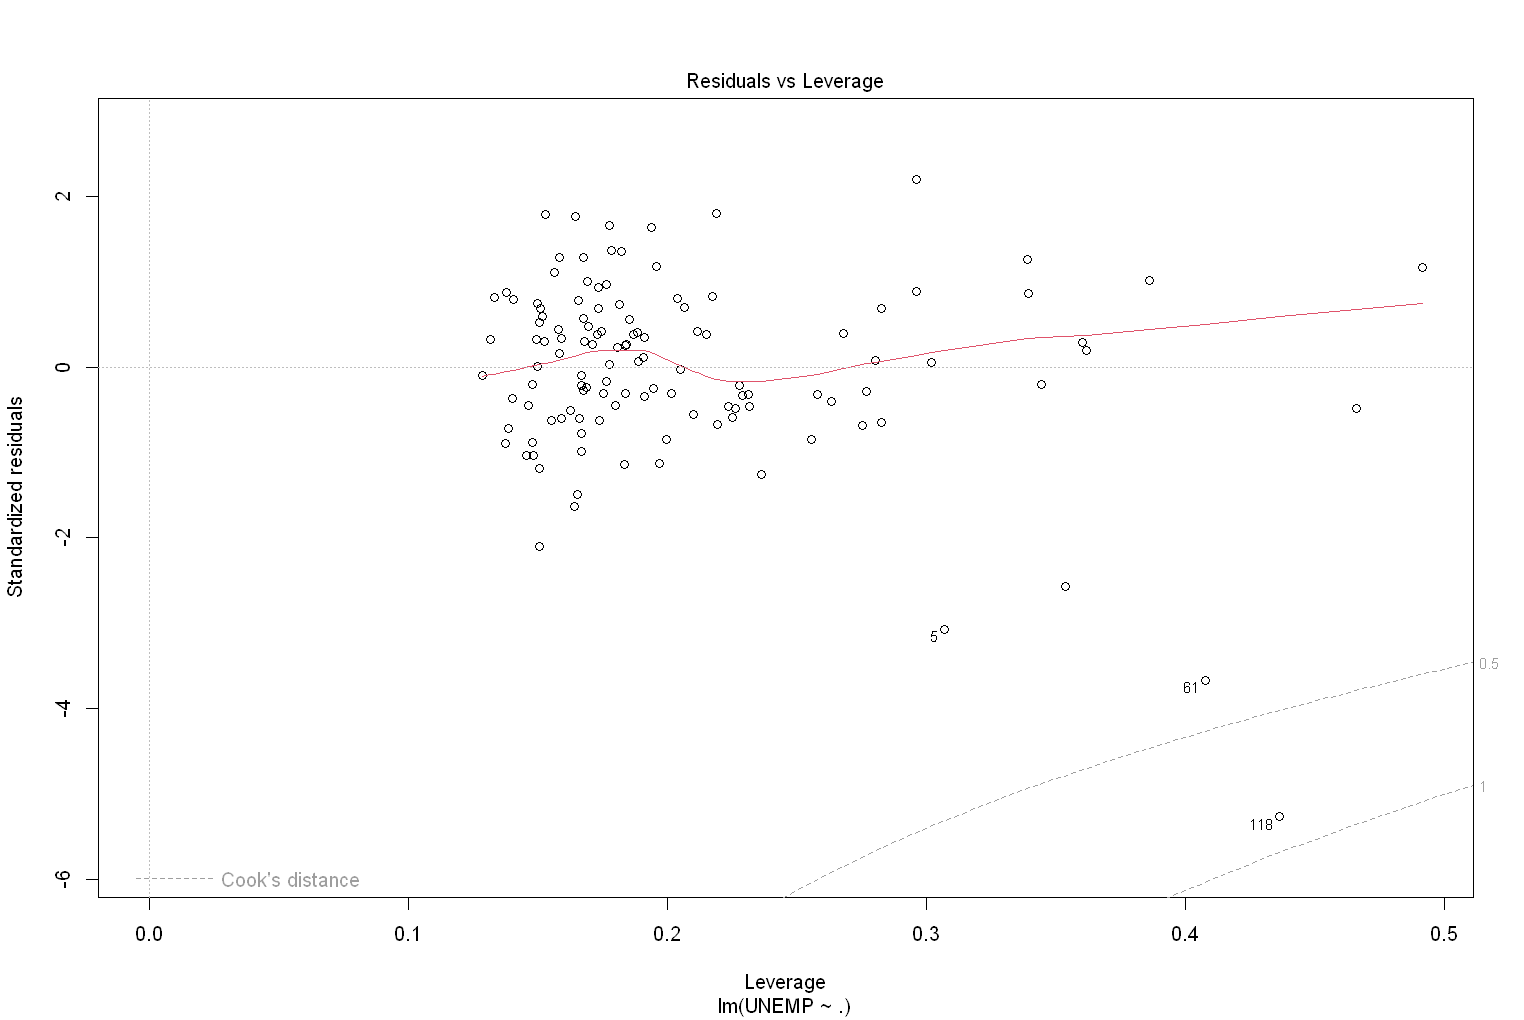 Residuals vs Leverage
Standardized residuals
2
0
-2
-4
-6
5
61
118
0.5
1
Cook's distance
0.0 0.1 0.2 0.3 0.4 0.5
Leverage
lm(UNEMP ~ .)